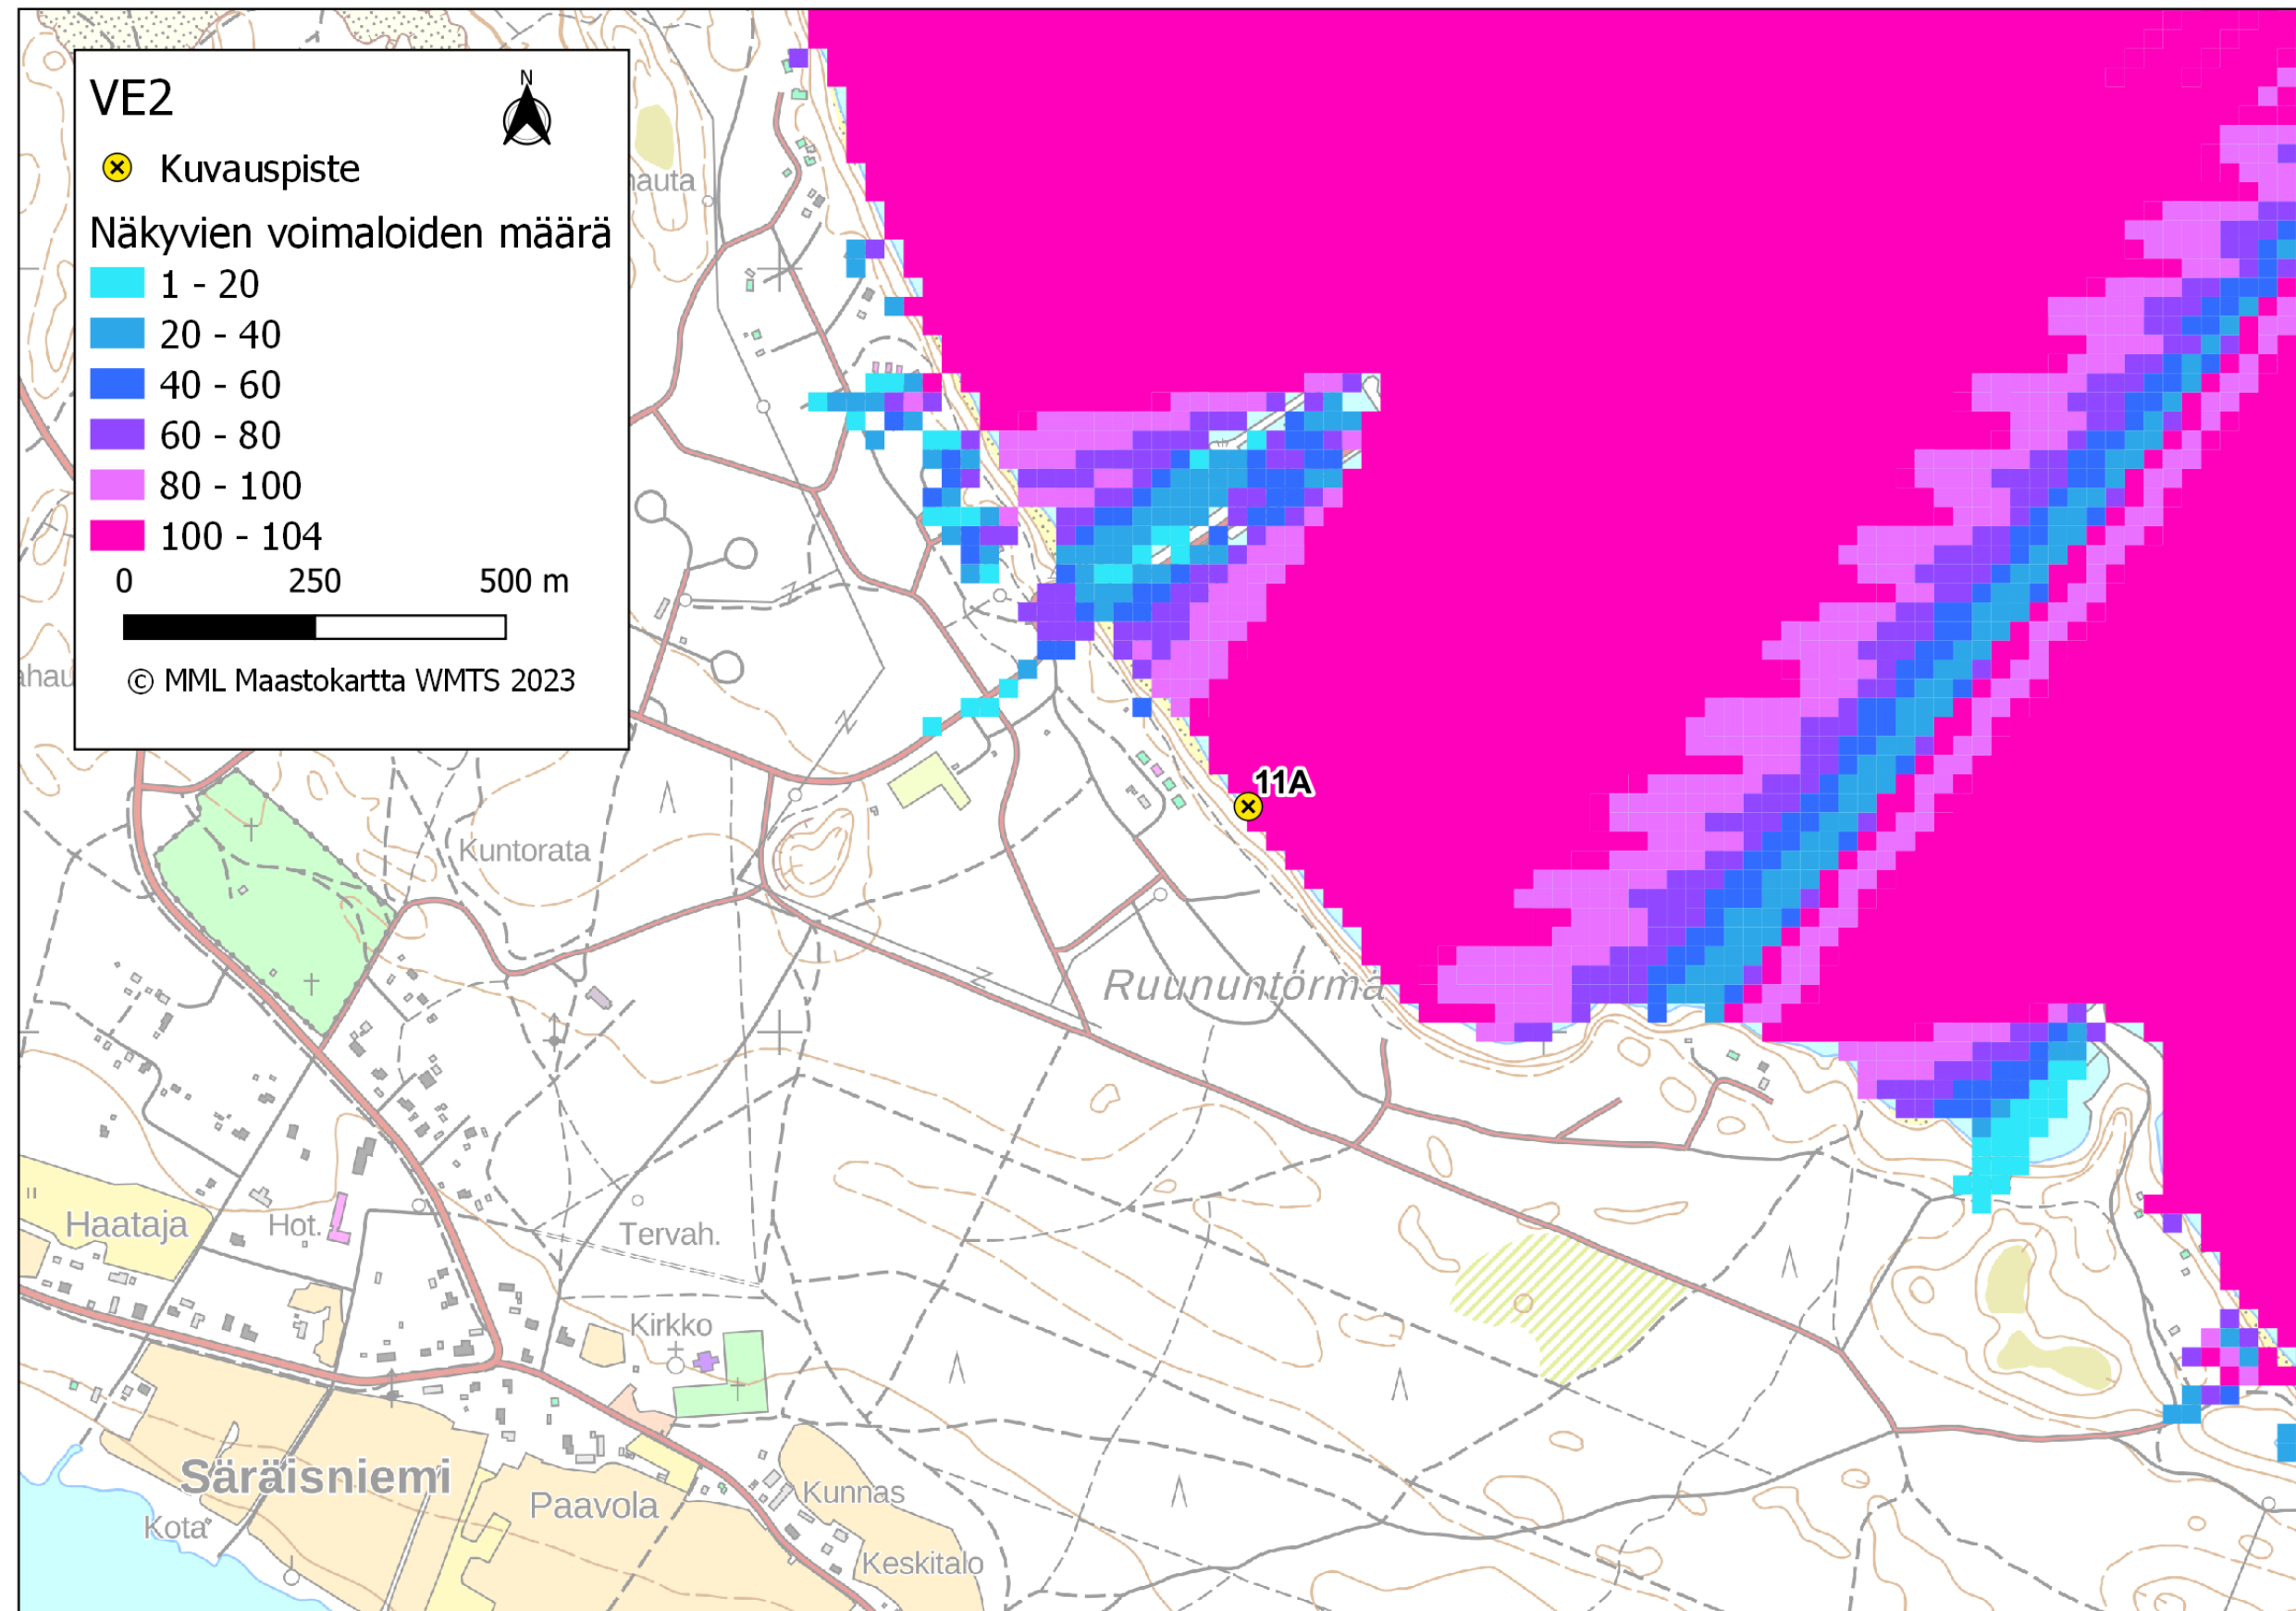 VE2
N
Kuvauspiste
Näkyvien voimaloiden määrä
1 - 20
20 - 40
40 - 60
60 - 80
80 - 100
100 - 104
0 250 500 m
© MML Maastokartta WMTS 2023
11A
Kuntorata
Ruununtörmä
Haataja
Hot.
Tervah.
Kirkko
Säräisniemi
Paavola
Kunnas
Kota
Keskitalo